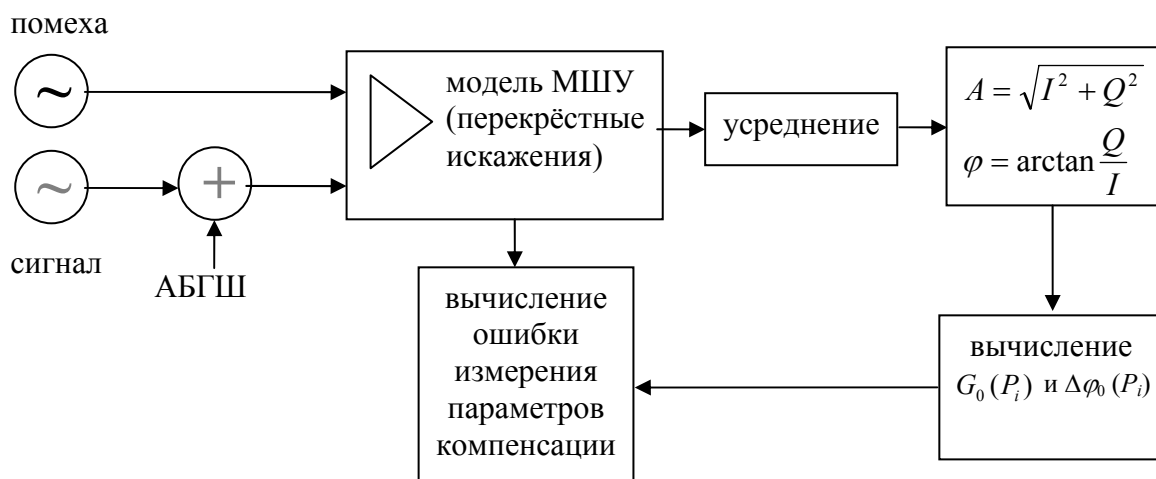 помеха
~
модель МШУ
(перекрёстные
искажения)
усреднение
A = √(I² + Q²)
φ = arctan Q/I
~
+
сигнал
АБГШ
вычисление
ошибки
измерения
параметров
компенсации
вычисление
G₀(Pᵢ) и Δφ₀(Pᵢ)